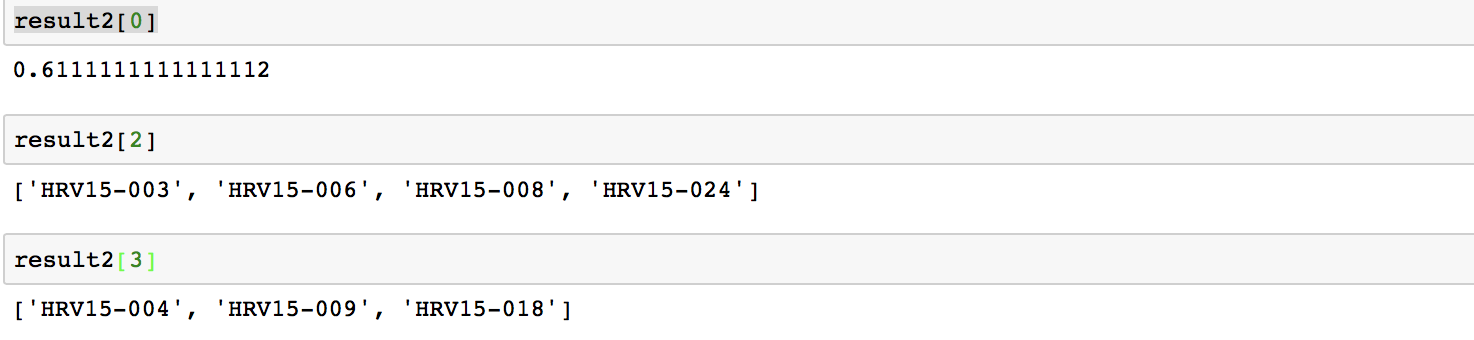 result2[0]
0.6111111111111112
result2[2]
['HRV15-003', 'HRV15-006', 'HRV15-008', 'HRV15-024']
result2[3]
['HRV15-004', 'HRV15-009', 'HRV15-018']